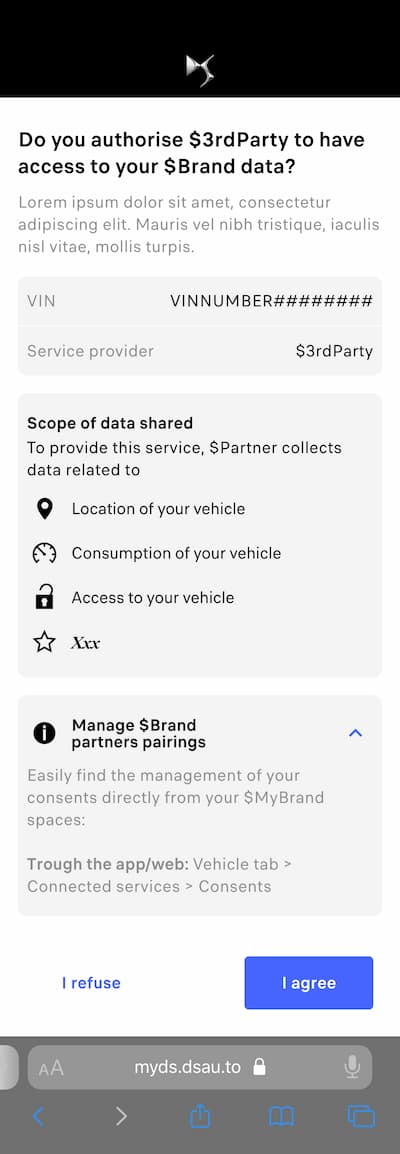 Do you authorise $3rdParty to have
access to your $Brand data?
Lorem ipsum dolor sit amet, consectetur
adipiscing elit. Mauris vel nibh tristique, iaculis
nisl vitae, mollis turpis.
VIN VINNUMBER########
Service provider $3rdParty
Scope of data shared
To provide this service, $Partner collects
data related to
Location of your vehicle
Consumption of your vehicle
Access to your vehicle
Xxx
Manage $Brand
partners pairings
Easily find the management of your
consents directly from your $MyBrand
spaces:
Trough the app/web: Vehicle tab >
Connected services > Consents
I refuse I agree
AA myds.dsau.to